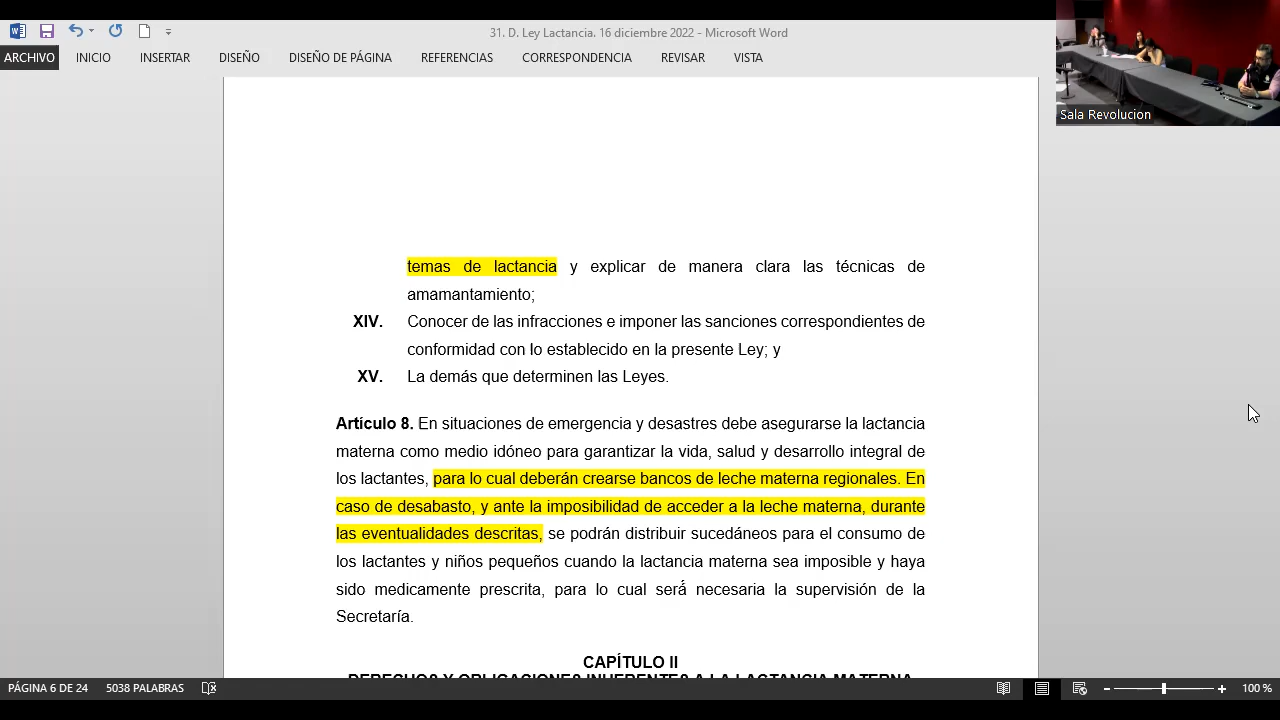 31. D. Ley Lactancia. 16 diciembre 2022 - Microsoft Word
ARCHIVO INICIO INSERTAR DISEÑO DISEÑO DE PÁGINA REFERENCIAS CORRESPONDENCIA REVISAR VISTA
Sala Revolucion
temas de lactancia y explicar de manera clara las técnicas de
amamantamiento;
XIV. Conocer de las infracciones e imponer las sanciones correspondientes de
conformidad con lo establecido en la presente Ley; y
XV. La demás que determinen las Leyes.
Artículo 8. En situaciones de emergencia y desastres debe asegurarse la lactancia
materna como medio idóneo para garantizar la vida, salud y desarrollo integral de
los lactantes, para lo cual deberán crearse bancos de leche materna regionales. En
caso de desabasto, y ante la imposibilidad de acceder a la leche materna, durante
las eventualidades descritas, se podrán distribuir sucedáneos para el consumo de
los lactantes y niños pequeños cuando la lactancia materna sea imposible y haya
sido medicamente prescrita, para lo cual será necesaria la supervisión de la
Secretaría.
CAPÍTULO II
DERECHOS Y OBLIGACIONES INHERENTES A LA LACTANCIA MATERNA
PÁGINA 6 DE 24 5038 PALABRAS 100 %